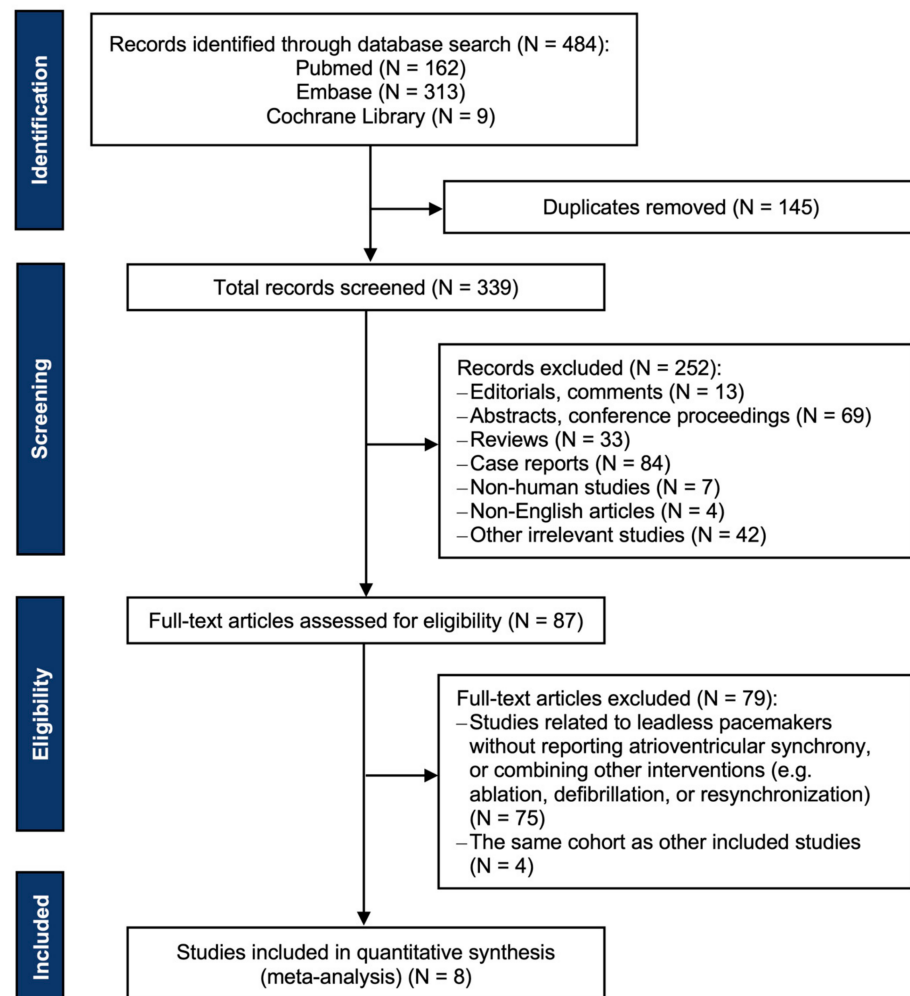 Identification
Records identified through database search (N = 484):
Pubmed (N = 162)
Embase (N = 313)
Cochrane Library (N = 9)
Duplicates removed (N = 145)
Screening
Total records screened (N = 339)
Records excluded (N = 252):
–Editorials, comments (N = 13)
–Abstracts, conference proceedings (N = 69)
–Reviews (N = 33)
–Case reports (N = 84)
–Non-human studies (N = 7)
–Non-English articles (N = 4)
–Other irrelevant studies (N = 42)
Eligibility
Full-text articles assessed for eligibility (N = 87)
Full-text articles excluded (N = 79):
–Studies related to leadless pacemakers
without reporting atrioventricular synchrony,
or combining other interventions (e.g.
ablation, defibrillation, or resynchronization)
(N = 75)
–The same cohort as other included studies
(N = 4)
Included
Studies included in quantitative synthesis
(meta-analysis) (N = 8)